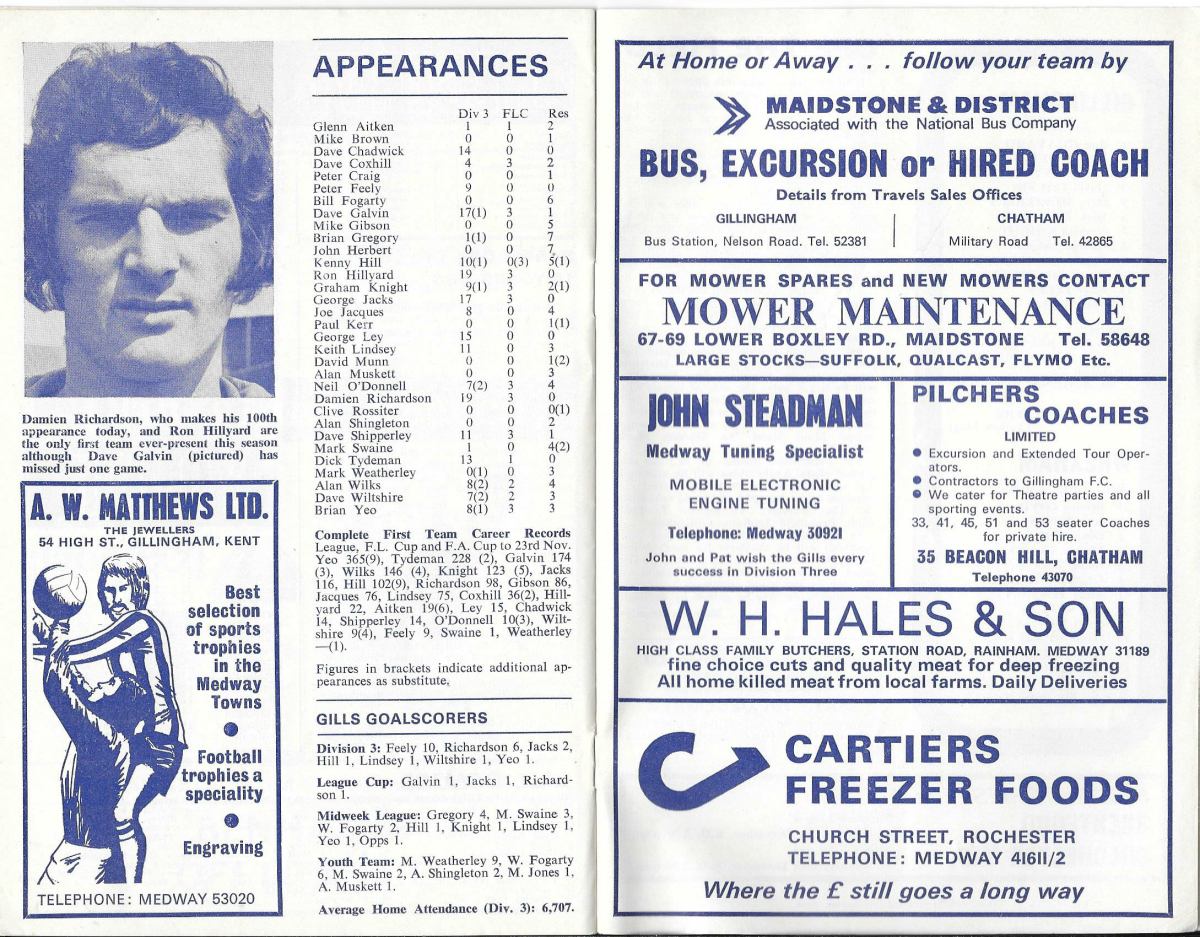 Damien Richardson, who makes his 100th
appearance today, and Ron Hillyard are
the only first team ever-present this season
although Dave Galvin (pictured) has
missed just one game.
A. W. MATTHEWS LTD.
THE JEWELLERS
54 HIGH ST., GILLINGHAM, KENT
Best
selection
of sports
trophies
in the
Medway
Towns
Football
trophies a
speciality
Engraving
TELEPHONE: MEDWAY 53020
APPEARANCES
Div 3 FLC Res
Glenn Aitken 1 1 2
Mike Brown 0 0 1
Dave Chadwick 14 0 0
Dave Coxhill 4 3 2
Peter Craig 0 0 1
Peter Feely 9 0 0
Bill Fogarty 0 0 6
Dave Galvin 17(1) 3 1
Mike Gibson 0 0 5
Brian Gregory 1(1) 0 7
John Herbert 0 0 7
Kenny Hill 10(1) 0(3) 5(1)
Ron Hillyard 19 3 0
Graham Knight 9(1) 3 2(1)
George Jacks 17 3 0
Joe Jacques 8 0 4
Paul Kerr 0 0 1(1)
George Ley 15 0 0
Keith Lindsey 11 0 3
David Munn 0 0 1(2)
Alan Muskett 0 0 3
Neil O'Donnell 7(2) 3 4
Damien Richardson 19 3 0
Clive Rossiter 0 0 0(1)
Alan Shingleton 0 0 2
Dave Shipperley 11 3 1
Mark Swaine 1 0 4(2)
Dick Tydeman 13 1 0
Mark Weatherley 0(1) 0 3
Alan Wilks 8(2) 2 4
Dave Wiltshire 7(2) 2 3
Brian Yeo 8(1) 3 3
Complete First Team Career Records
League, F.L. Cup and F.A. Cup to 23rd Nov.
Yeo 365(9), Tydeman 228 (2), Galvin 174
(3), Wilks 146 (4), Knight 123 (5), Jacks
116, Hill 102(9), Richardson 98, Gibson 86,
Jacques 76, Lindsey 75, Coxhill 36(2), Hill-
yard 22, Aitken 19(6), Ley 15, Chadwick
14, Shipperley 14, O'Donnell 10(3), Wilt-
shire 9(4), Feely 9, Swaine 1, Weatherley
—(1).
Figures in brackets indicate additional ap-
pearances as substitute.
GILLS GOALSCORERS
Division 3: Feely 10, Richardson 6, Jacks 2,
Hill 1, Lindsey 1, Wiltshire 1, Yeo 1.
League Cup: Galvin 1, Jacks 1, Richard-
son 1.
Midweek League: Gregory 4, M. Swaine 3,
W. Fogarty 2, Hill 1, Knight 1, Lindsey 1,
Yeo 1, Opps 1.
Youth Team: M. Weatherley 9, W. Fogarty
6, M. Swaine 2, A. Shingleton 2, M. Jones 1,
A. Muskett 1.
Average Home Attendance (Div. 3): 6,707.
At Home or Away . . . follow your team by
MAIDSTONE & DISTRICT
Associated with the National Bus Company
BUS, EXCURSION or HIRED COACH
Details from Travels Sales Offices
GILLINGHAM
Bus Station, Nelson Road. Tel. 52381
CHATHAM
Military Road Tel. 42865
FOR MOWER SPARES and NEW MOWERS CONTACT
MOWER MAINTENANCE
67-69 LOWER BOXLEY RD., MAIDSTONE Tel. 58648
LARGE STOCKS—SUFFOLK, QUALCAST, FLYMO Etc.
JOHN STEADMAN
Medway Tuning Specialist
MOBILE ELECTRONIC
ENGINE TUNING
Telephone: Medway 30921
John and Pat wish the Gills every
success in Division Three
PILCHERS
COACHES
LIMITED
● Excursion and Extended Tour Oper-
ators.
● Contractors to Gillingham F.C.
● We cater for Theatre parties and all
sporting events.
33, 41, 45, 51 and 53 seater Coaches
for private hire.
35 BEACON HILL, CHATHAM
Telephone 43070
W. H. HALES & SON
HIGH CLASS FAMILY BUTCHERS, STATION ROAD, RAINHAM. MEDWAY 31189
fine choice cuts and quality meat for deep freezing
All home killed meat from local farms. Daily Deliveries
CARTIERS
FREEZER FOODS
CHURCH STREET, ROCHESTER
TELEPHONE: MEDWAY 41611/2
Where the £ still goes a long way